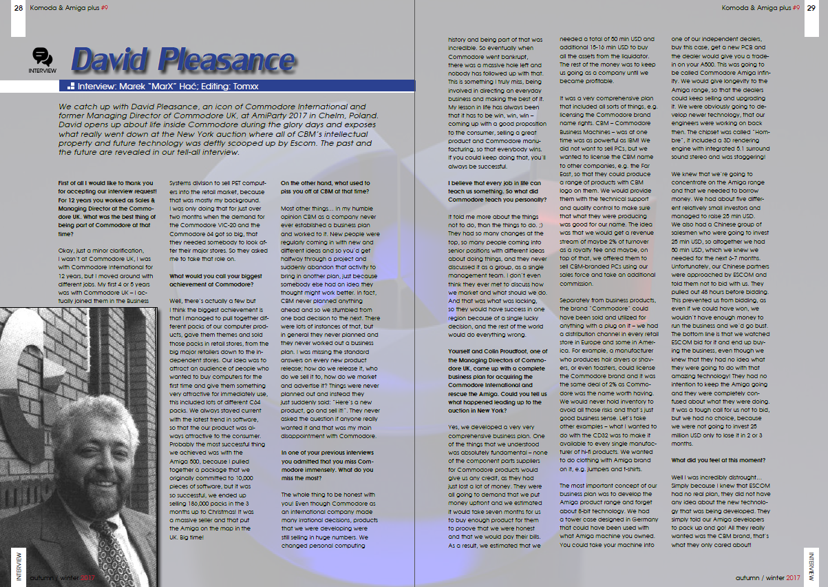 28
Komoda & Amiga plus #9
INTERVIEW
David Pleasance
Interview: Marek "MarX" Hać; Editing: Tomxx
We catch up with David Pleasance, an icon of Commodore International and
former Managing Director of Commodore UK, at AmiParty 2017 in Chełm, Poland.
David opens up about life inside Commodore during the glory days and exposes
what really went down at the New York auction where all of CBM's intellectual
property and future technology was deftly scooped up by Escom. The past and
the future are revealed in our tell-all interview.
First of all I would like to thank you
for accepting our interview request!
For 12 years you worked as Sales &
Managing Director at the Commo-
dore UK. What was the best thing of
being part of Commodore at that
time?
Okay, just a minor clarification,
I wasn't at Commodore UK, I was
with Commodore International for
12 years, but I moved around with
different jobs. My first 4 or 5 years
was with Commodore UK – I ac-
tually joined them in the Business
Systems division to sell PET comput-
ers into the retail market, because
that was mostly my background.
I was only doing that for just over
two months when the demand for
the Commodore VIC-20 and the
Commodore 64 got so big, that
they needed somebody to look af-
ter their major stores. So they asked
me to take that role on.
What would you call your biggest
achievement at Commodore?
Well, there's actually a few but
I think the biggest achievement is
that I managed to pull together dif-
ferent packs of our computer prod-
ucts, gave them themes and sold
those packs in retail stores, from the
big major retailers down to the in-
dependent stores. Our idea was to
attract an audience of people who
wanted to buy computers for the
first time and give them something
very attractive for immediately use,
this included lots of different C64
packs. We always stayed current
with the latest trend in software,
so that the our product was al-
ways attractive to the consumer.
Probably the most successful thing
we achieved was with the
Amiga 500, because I pulled
together a pack that we
originally committed to 10,000
pieces of software, but it was
so successful, we ended up
selling 186,000 packs in the 3
months up to Christmas! It was
a massive seller and that put
the Amiga on the map in the
UK. Big time!
On the other hand, what used to
piss you off at CBM at that time?
Most other things... in my humble
opinion CBM as a company never
ever established a business plan
and worked to it. New people were
regularly coming in with new and
different ideas and so you'd get
halfway through a project and
suddenly abandon that activity to
bring in another plan, just because
somebody else had an idea they
thought might work better. In fact,
CBM never planned anything
ahead and so we stumbled from
one bad decision to the next. There
were lots of instances of that, but
in general they never planned and
they never worked out a business
plan. I was missing the standard
answers on every new product
release; how do we release it, who
do we sell it to, how do we market
and advertise it? Things were never
planned out and instead they
just suddenly said: "Here's a new
product, go and sell it". They never
asked the question if anyone really
wanted it and that was my main
disappointment with Commodore.
In one of your previous interviews
you admitted that you miss Com-
modore immensely. What do you
miss the most?
The whole thing to be honest with
you! Even though Commodore as
an international company made
many irrational decisions, products
that we were developing were
still selling in huge numbers. We
changed personal computing
autumn / winter 2017
INTERVIEW
Komoda & Amiga plus #9
29
history and being part of that was
incredible. So eventually when
Commodore went bankrupt,
there was a massive hole left and
nobody has followed up with that.
This is something I truly miss, being
involved in directing an everyday
business and making the best of it.
My lesson in life has always been
that it has to be win, win, win –
coming up with a good proposition
to the consumer, selling a great
product and Commodore manu-
facturing, so that everybody wins.
If you could keep doing that, you'll
always be successful.
I believe that every job in life can
teach us something. So what did
Commodore teach you personally?
It told me more about the things
not to do, than the things to do. :)
They had so many changes at the
top, so many people coming into
senior positions with different ideas
about doing things, and they never
discussed it as a group, as a single
management team. I don't even
think they ever met to discuss how
we market and what should we do.
And that was what was lacking,
so they would have success in one
region because of a single lucky
decision, and the rest of the world
would do everything wrong.
Yourself and Colin Proudfoot, one of
the Managing Directors of Commo-
dore UK, came up with a complete
business plan for acquiring the
Commodore International and
rescue the Amiga. Could you tell us
what happened leading up to the
auction in New York?
Yes, we developed a very very
comprehensive business plan. One
of the things that we understood
was absolutely fundamental – none
of the component parts suppliers
for Commodore products would
give us any credit, as they had
just lost a lot of money. They were
all going to demand that we put
money upfront and we estimated
it would take seven months for us
to buy enough product for them
to proove that we were honest
and that we would pay their bills.
As a result, we estimated that we
needed a total of 50 mln USD and
additional 15-16 mln USD to buy
all the assets from the liquidator.
The rest of the money was to keep
us going as a company until we
became profitable.
It was a very comprehensive plan
that included all sorts of things, e.g.
licensing the Commodore brand
name rights. CBM – Commodore
Business Machines – was at one
time was as powerful as IBM! We
did not want to sell PCs, but we
wanted to license the CBM name
to other companies, e.g. the Far
East, so that they could produce
a range of products with CBM
logo on them. We would provide
them with the technical support
and quality control to make sure
that what they were producing
was good for our name. The idea
was that we would get a revenue
stream of maybe 2% of turnover
as a royalty fee and maybe, on
top of that, we offered them to
sell CBM-branded PCs using our
sales force and take an additional
commission.
Separately from business products,
the brand "Commodore" could
have been sold and utilized for
anything with a plug on it – we had
a distribution channel in every retail
store in Europe and some in Amer-
ica. For example, a manufacturer
who produces hair dryers or shav-
ers, or even toasters, could license
the Commodore brand and it was
the same deal of 2% as Commo-
dore was the name worth having.
We would never hold inventory to
avoid all those risks and that's just
good business sense. Let's take
other examples – what I wanted to
do with the CD32 was to make it
available to every single manufac-
turer of hi-fi products. We wanted
to do clothing with Amiga brand
on it, e.g. jumpers and t-shirts.
The most important concept of our
business plan was to develop the
Amiga product range and forget
about 8-bit technology. We had
a tower case designed in Germany
that could have been used with
what Amiga machine you owned.
You could take your machine into
one of our independent dealers,
buy this case, get a new PCB and
the dealer would give you a trade-
in on your A500. This was going to
be called Commodore Amiga Infin-
ity. We would give longevity to the
Amiga range, so that the dealers
could keep selling and upgrading
it. We were obviously going to de-
velop newer technology, that our
engineers were working on back
then. The chipset was called "Hom-
bre", it included a 3D rendering
engine with integrated 5.1 surround
sound stereo and was staggering!
We knew that we're going to
concentrate on the Amiga range
and that we needed to borrow
money. We had about five differ-
ent relatively small investors and
managed to raise 25 mln USD.
We also had a Chinese group of
salesmen who were going to invest
25 mln USD, so altogether we had
50 mln USD, which we knew we
needed for the next 6-7 months.
Unfortunately, our Chinese partners
were approached by ESCOM and
told them not to bid with us. They
pulled out 48 hours before bidding.
This prevented us from bidding, as
even if we could have won, we
wouldn't have enough money to
run the business and we'd go bust.
The bottom line is that we watched
ESCOM bid for it and end up buy-
ing the business, even though we
knew that they had no idea what
they were going to do with that
amazing technology! They had no
intention to keep the Amiga going
and they were completely con-
fused about what they were doing.
It was a tough call for us not to bid,
but we had no choice, because
we were not going to invest 25
million USD only to lose it in 2 or 3
months.
What did you feel at this moment?
Well I was incredibly distraught...
Simply because I knew that ESCOM
had no real plan, they did not have
any idea about the new technolo-
gy that was being developed. They
simply told our Amiga developers
to pack up and go! All they really
wanted was the CBM brand, that's
what they only cared about!
autumn / winter 2017
INTERVIEW